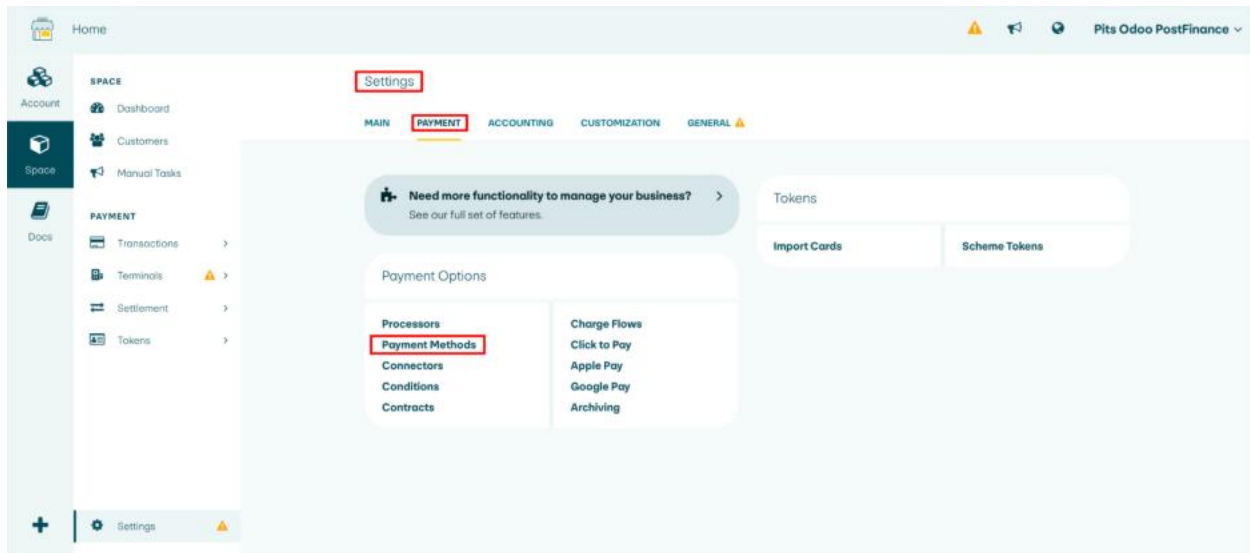 Home
Pits Odoo PostFinance
Account
Space
Docs
SPACE
Dashboard
Customers
Manual Tasks
PAYMENT
Transactions
Terminals
Settlement
Tokens
Settings
Settings
MAIN PAYMENT ACCOUNTING CUSTOMIZATION GENERAL
Need more functionality to manage your business?
See our full set of features.
Payment Options
Processors
Payment Methods
Connectors
Conditions
Contracts
Charge Flows
Click to Pay
Apple Pay
Google Pay
Archiving
Tokens
Import Cards
Scheme Tokens